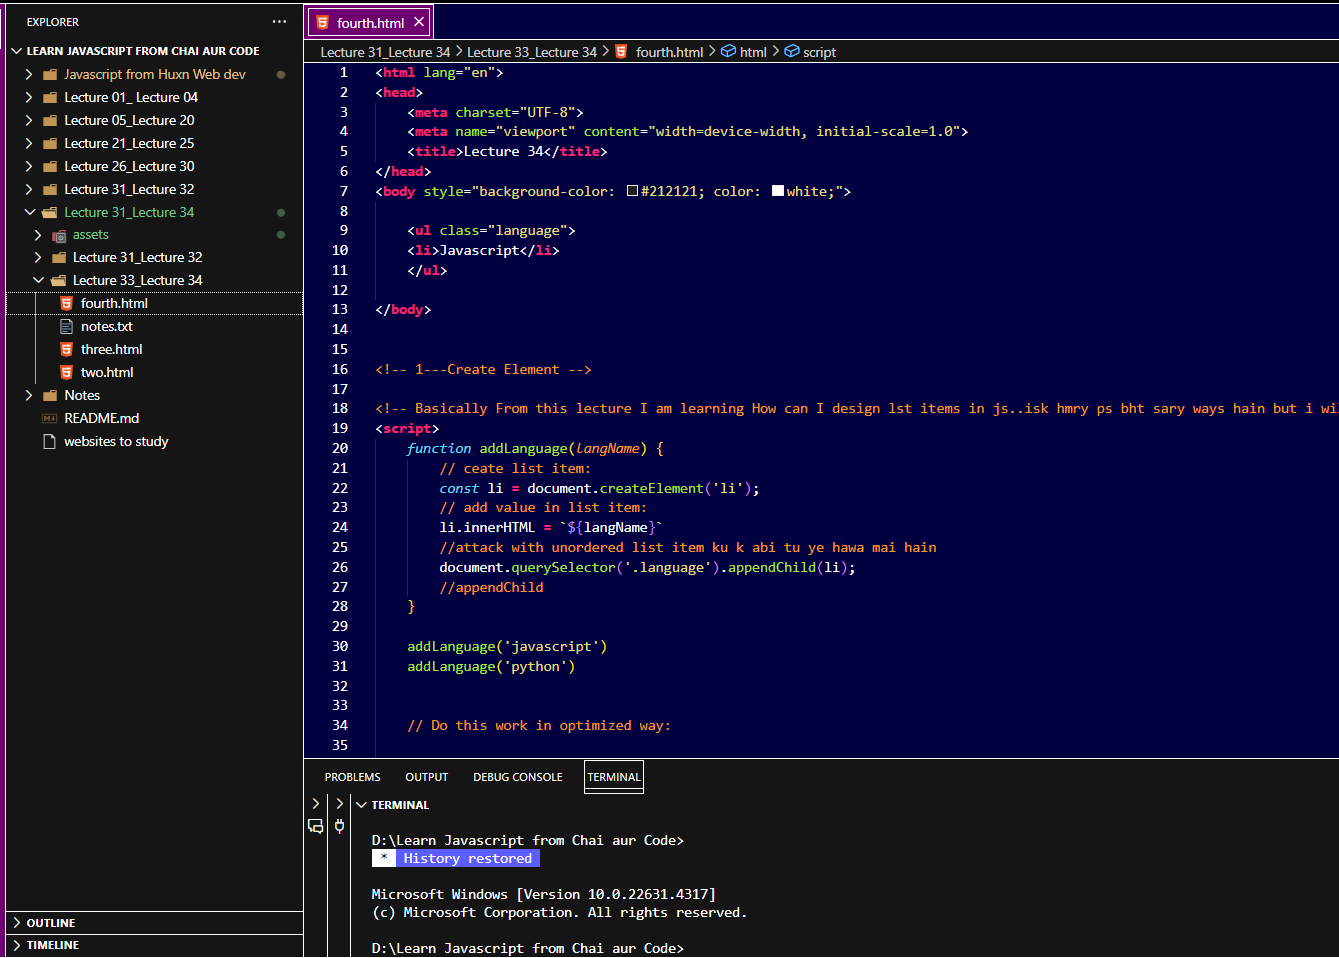 EXPLORER
LEARN JAVASCRIPT FROM CHAI AUR CODE
Javascript from Huxn Web dev
Lecture 01_ Lecture 04
Lecture 05_Lecture 20
Lecture 21_Lecture 25
Lecture 26_Lecture 30
Lecture 31_Lecture 32
Lecture 31_Lecture 34
assets
Lecture 31_Lecture 32
Lecture 33_Lecture 34
fourth.html
notes.txt
three.html
two.html
Notes
README.md
websites to study
OUTLINE
TIMELINE
fourth.html
Lecture 31_Lecture 34 > Lecture 33_Lecture 34 > fourth.html > html > script
1 <html lang="en">
2 <head>
3     <meta charset="UTF-8">
4     <meta name="viewport" content="width=device-width, initial-scale=1.0">
5     <title>Lecture 34</title>
6 </head>
7 <body style="background-color: #212121; color: white;">
8
9     <ul class="language">
10     <li>Javascript</li>
11     </ul>
12
13 </body>
14
15
16 <!-- 1---Create Element -->
17
18 <!-- Basically From this lecture I am learning How can I design lst items in js..isk hmry ps bht sary ways hain but i wi
19 <script>
20     function addLanguage(langName) {
21         // ceate list item:
22         const li = document.createElement('li');
23         // add value in list item:
24         li.innerHTML = `${langName}`
25         //attack with unordered list item ku k abi tu ye hawa mai hain
26         document.querySelector('.language').appendChild(li);
27         //appendChild
28     }
29
30     addLanguage('javascript')
31     addLanguage('python')
32
33
34     // Do this work in optimized way:
35
PROBLEMS OUTPUT DEBUG CONSOLE TERMINAL
TERMINAL
D:\Learn Javascript from Chai aur Code>
* History restored
Microsoft Windows [Version 10.0.22631.4317]
(c) Microsoft Corporation. All rights reserved.
D:\Learn Javascript from Chai aur Code>